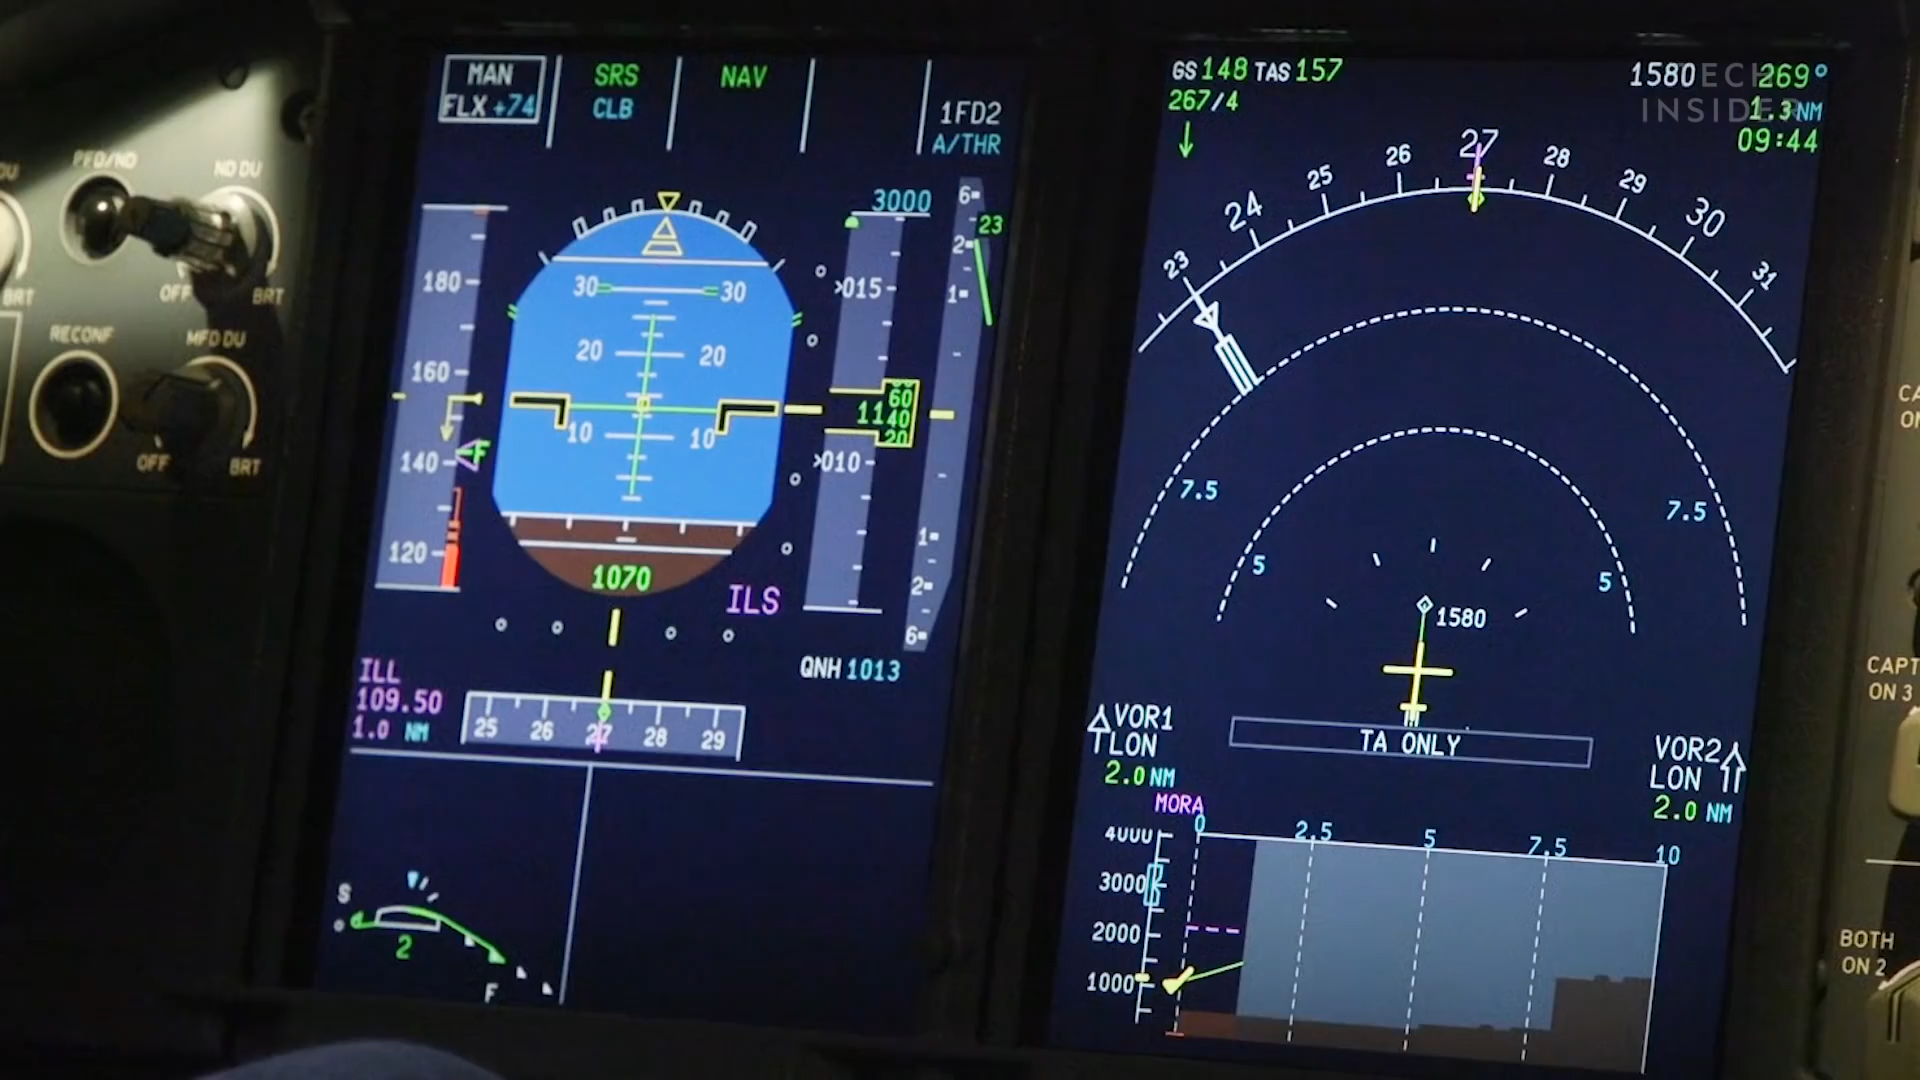 PFD/ND
ND DU
OFF
BRT
BRT
RECONF
MFD DU
OFF
BRT
MAN
FLX +74
SRS
CLB
NAV
1FD2
A/THR
180
160
140
120
F
30 30
20 20
10 10
1070
3000
015
1140
60
20
010
6
2
1
23
1
2
6
ILS
QNH 1013
ILL
109.50
1.0 NM
25 26 27 28 29
S
2
F
GS 148 TAS 157
267/4
1580 269°
1.3 NM
09:44
TECH
INSIDER
23 24 25 26 27 28 29 30 31
7.5 7.5
5 5
1580
TA ONLY
VOR1
LON
2.0 NM
VOR2
LON
2.0 NM
MORA
0 2.5 5 7.5 10
4000
3000
2000
1000
CAPT
ON 3
BOTH
ON 2